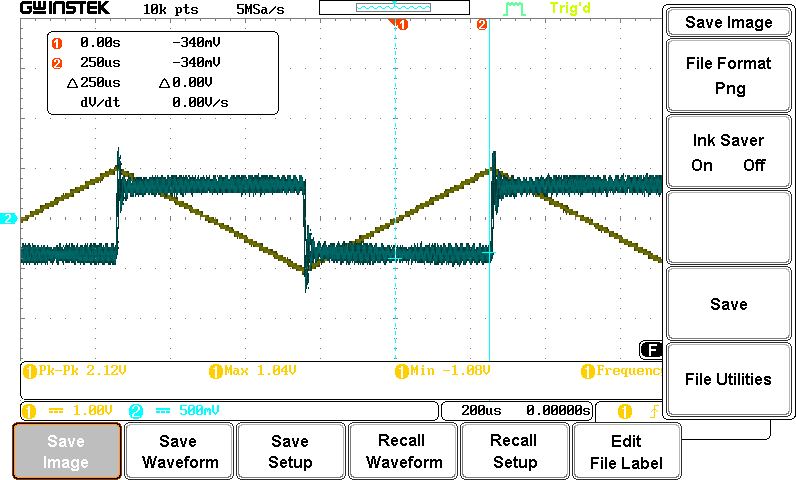 GWINSTEK 10k pts 5MSa/s Trig'd
1 2
1 0.00s -340mV
2 250us -340mV
△250us △0.00V
dV/dt 0.00V/s
2
F
1 Pk-Pk 2.12V 1 Max 1.04V 1 Min -1.08V 1 Frequenc
1 1.00V 2 500mV 200us 0.00000s 1
Save Image
File Format
Png
Ink Saver
On Off
Save
File Utilities
Save
Image
Save
Waveform
Save
Setup
Recall
Waveform
Recall
Setup
Edit
File Label